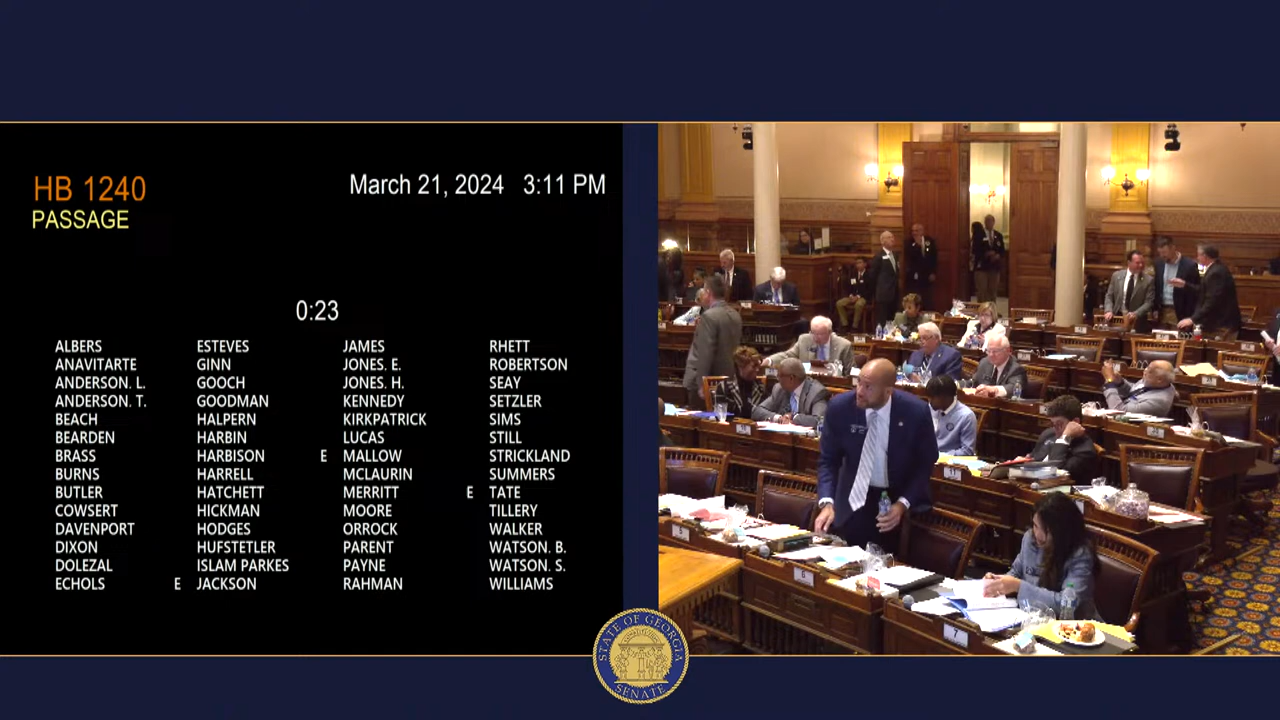 HB 1240
March 21, 2024 3:11 PM
PASSAGE
0:23
ALBERS ESTEVES JAMES RHETT
ANAVITARTE GINN JONES. E. ROBERTSON
ANDERSON. L. GOOCH JONES. H. SEAY
ANDERSON. T. GOODMAN KENNEDY SETZLER
BEACH HALPERN KIRKPATRICK SIMS
BEARDEN HARBIN LUCAS STILL
BRASS HARBISON E MALLOW STRICKLAND
BURNS HARRELL MCLAURIN SUMMERS
BUTLER HATCHETT MERRITT E TATE
COWSERT HICKMAN MOORE TILLERY
DAVENPORT HODGES ORROCK WALKER
DIXON HUFSTETLER PARENT WATSON. B.
DOLEZAL ISLAM PARKES PAYNE WATSON. S.
ECHOLS E JACKSON RAHMAN WILLIAMS
6
7
STATE OF GEORGIA
SENATE